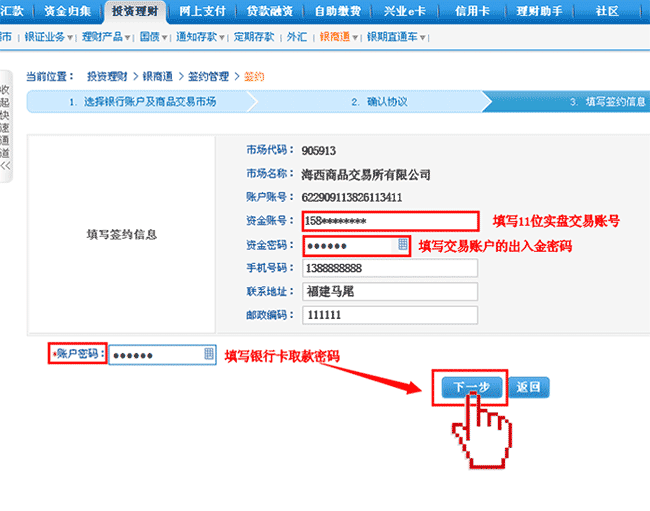 汇款 资金归集 投资理财 网上支付 贷款融资 自助缴费 兴业e卡 信用卡 理财助手 社区
市 | 银证业务▼| 理财产品▼| 国债▼| 通知存款▼| 定期存款 | 外汇 | 银商通▼| 银期直通车▼|
收起快速通道<<
当前位置： 投资理财 > 银商通 > 签约管理 > 签约
1. 选择银行账户及商品交易市场 2. 确认协议 3. 填写签约信息
填写签约信息
市场代码： 905913
市场名称： 海西商品交易所有限公司
账户账号： 622909113826113411
资金账号： 158******** 填写11位实盘交易账号
资金密码： ●●●●●● 填写交易账户的出入金密码
手机号码： 1388888888
联系地址： 福建马尾
邮政编码： 111111
*账户密码： ●●●●●● 填写银行卡取款密码
下一步 返回